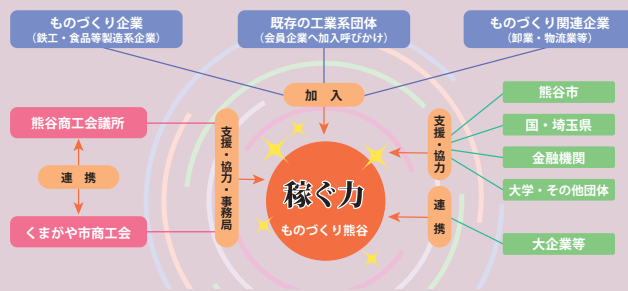 ものづくり企業
（鉄工・食品等製造系企業）
既存の工業系団体
（会員企業へ加入呼びかけ）
ものづくり関連企業
（卸業・物流業等）
加　入
熊谷商工会議所
連　携
くまがや市商工会
支援・協力・事務局
稼ぐ力
ものづくり熊谷
支援・協力
連　携
熊谷市
国・埼玉県
金融機関
大学・その他団体
大企業等